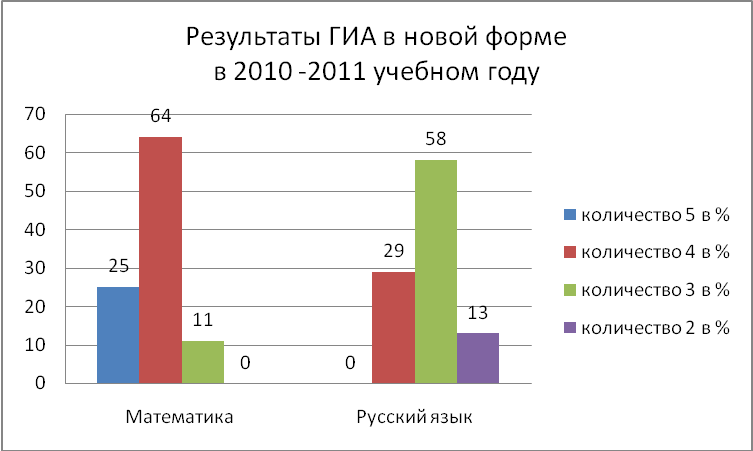 Результаты ГИА в новой форме
в 2010 -2011 учебном году
70
60
50
40
30
20
10
0
25
64
11
0
0
29
58
13
Математика
Русский язык
количество 5 в %
количество 4 в %
количество 3 в %
количество 2 в %